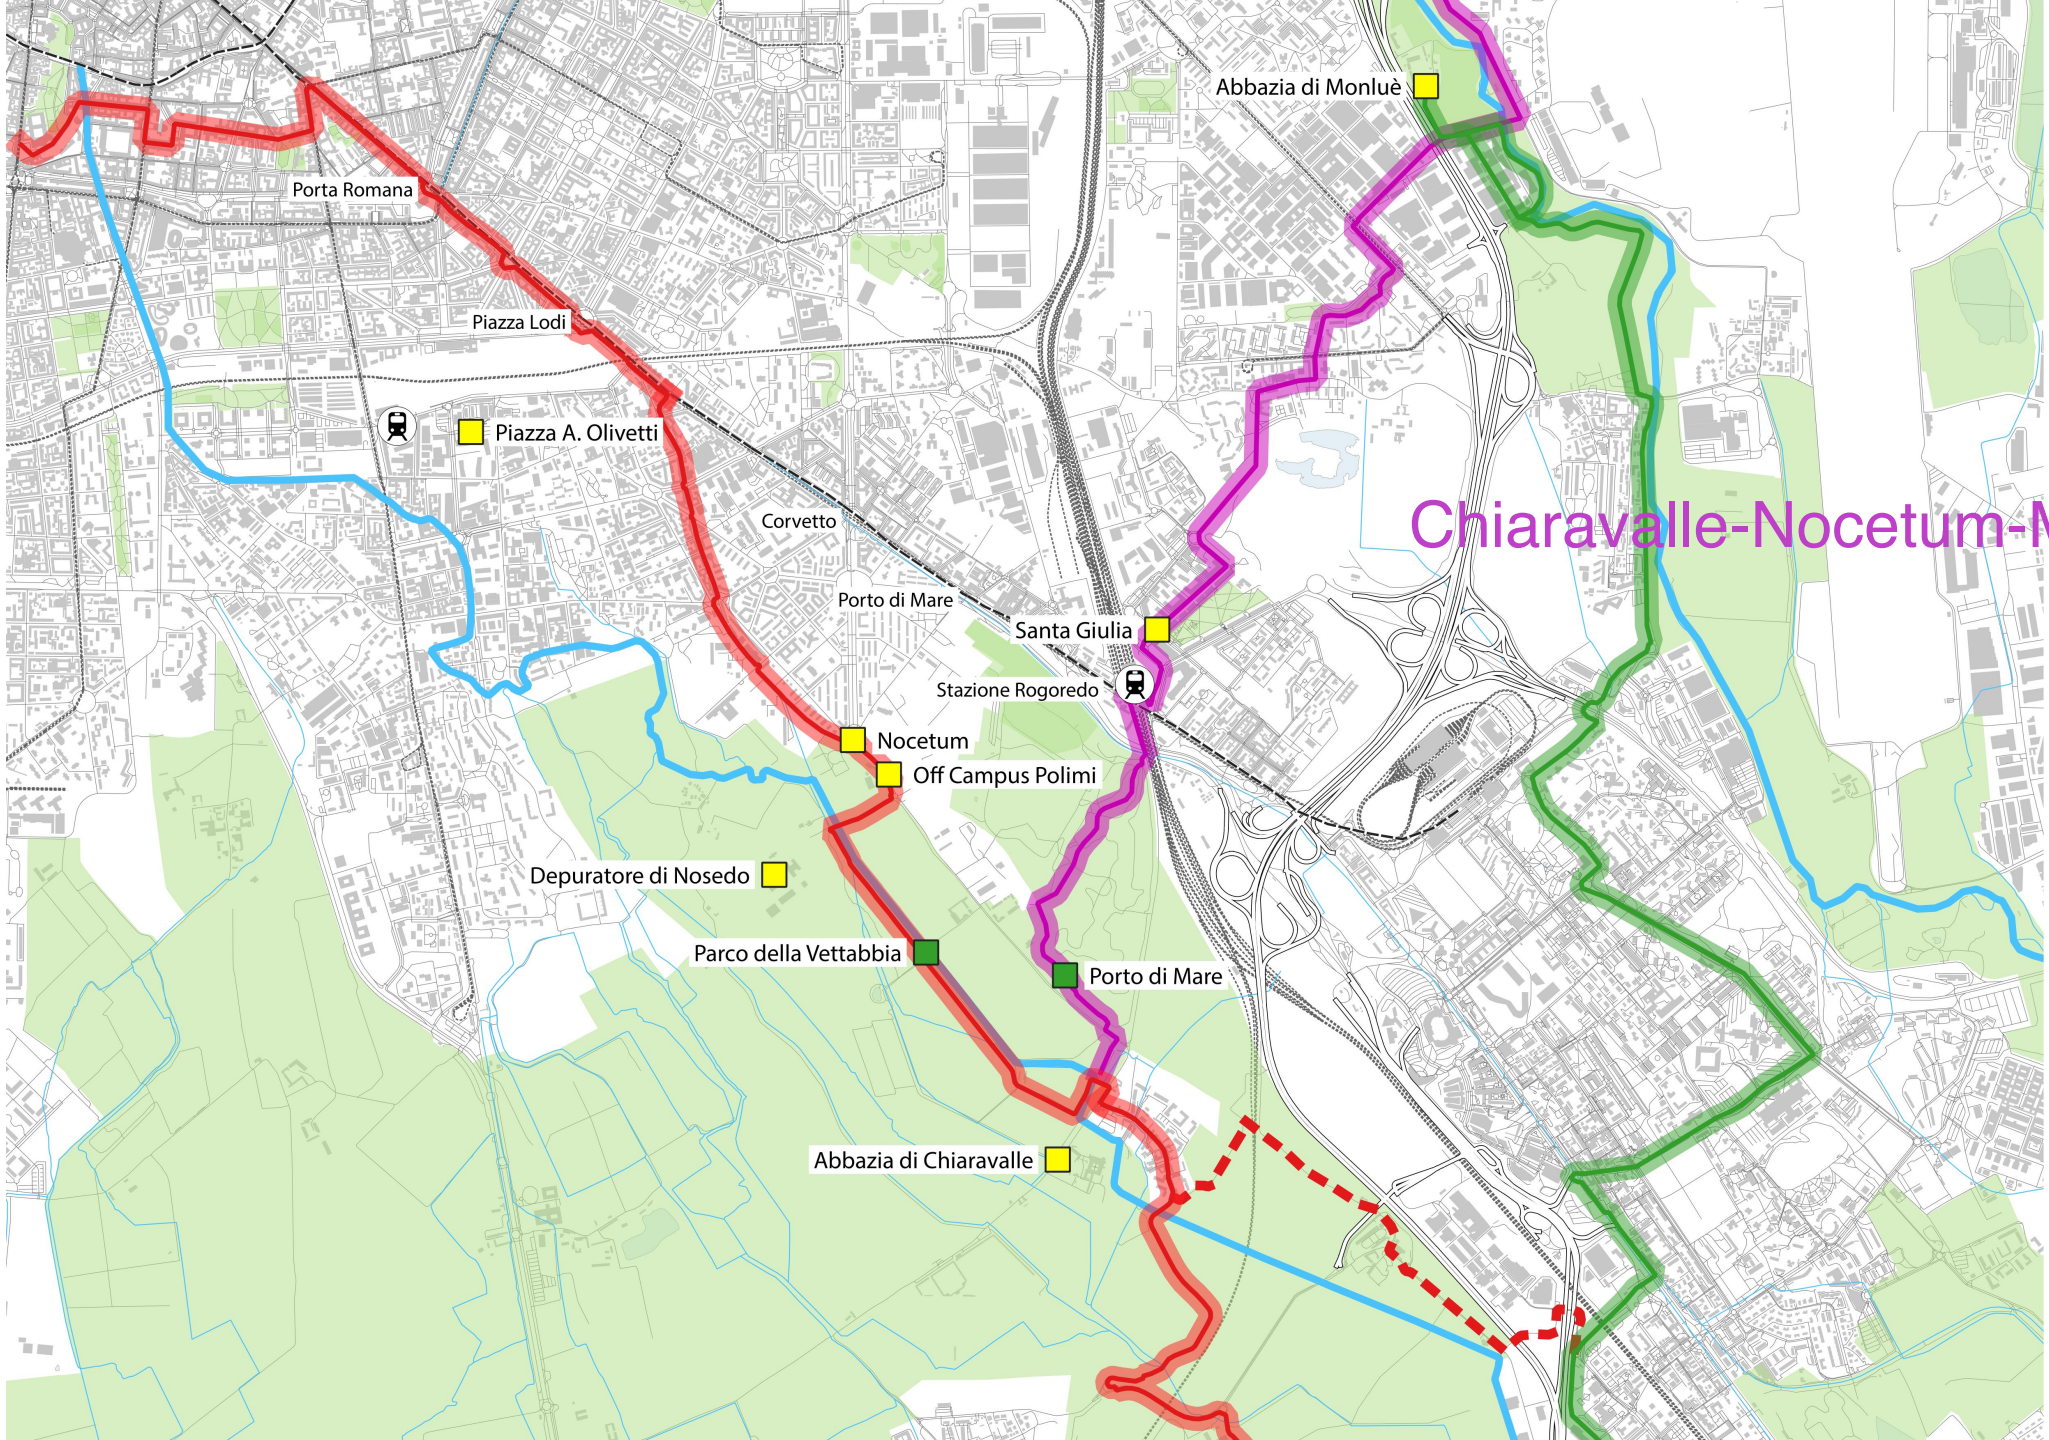 Abbazia di Monluè
Porta Romana
Piazza Lodi
Piazza A. Olivetti
Corvetto
Chiaravalle-Nocetum-M
Porto di Mare
Santa Giulia
Stazione Rogoredo
Nocetum
Off Campus Polimi
Depuratore di Nosedo
Parco della Vettabbia
Porto di Mare
Abbazia di Chiaravalle